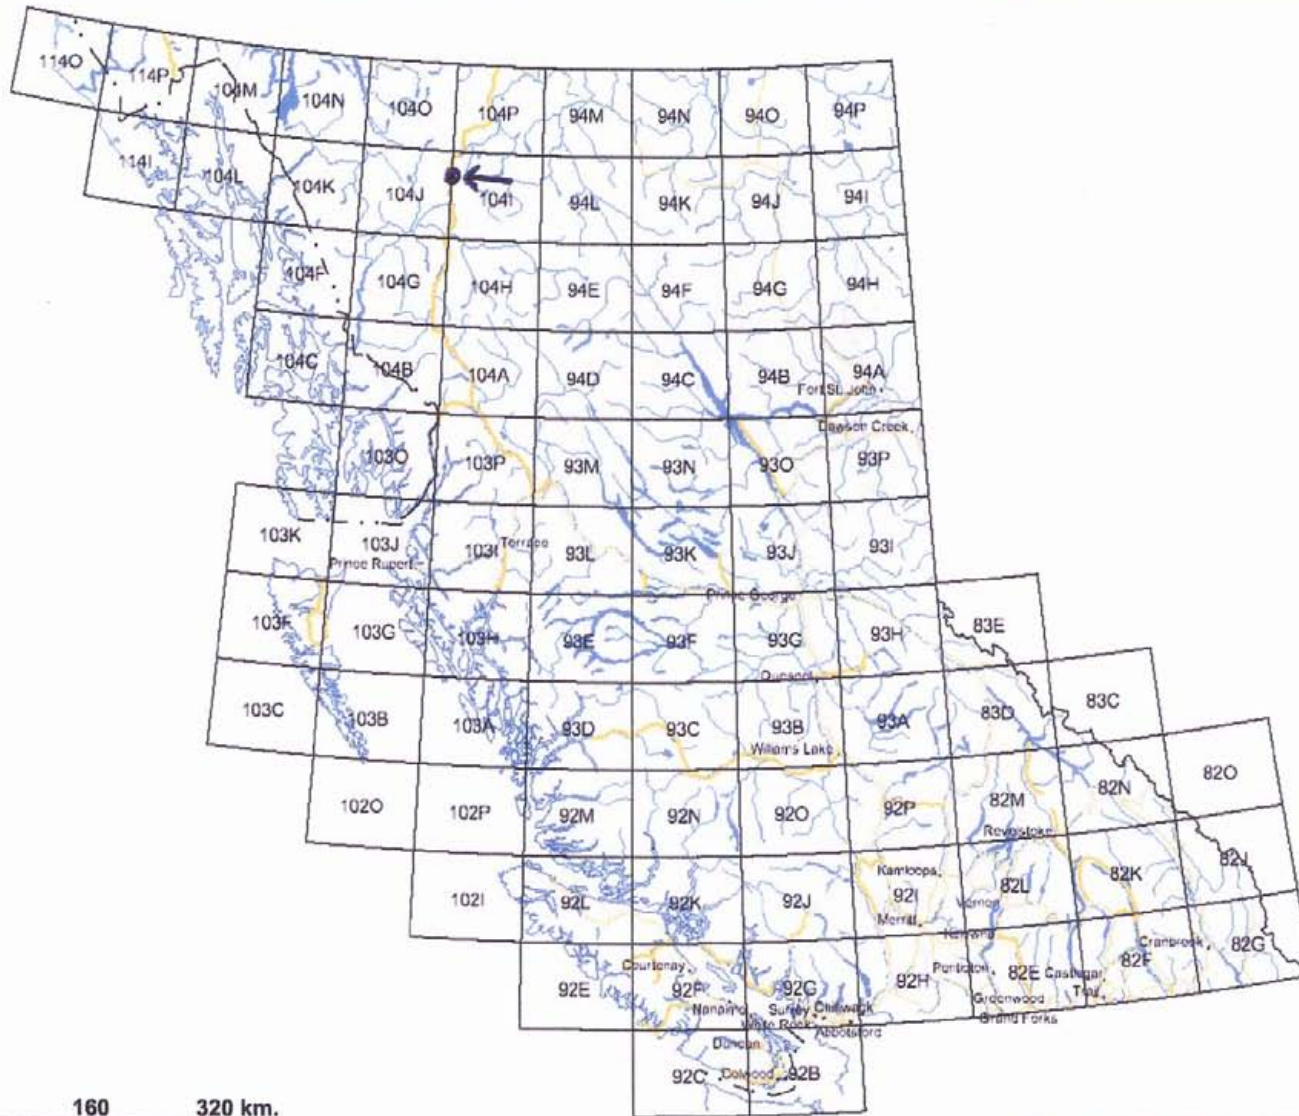 114O 114P 104M 104N 104O 104P 94M 94N 94O 94P
114I 104L 104K 104J 104I 94L 94K 94J 94I
104F 104G 104H 94E 94F 94G 94H
104C 104B 104A 94D 94C 94B 94A
Fort St. John
Dawson Creek
103O 103P 93M 93N 93O 93P
103K 103J 103I Terrace 93L 93K 93J 93I
Prince Rupert
Prince George
103F 103G 103H 93E 93F 93G 93H 83E
Quesnel
103C 103B 103A 93D 93C 93B 93A 83D 83C
Williams Lake
102O 102P 92M 92N 92O 92P 82M 82N 82O
Revelstoke
102I 92L 92K 92J 92I 82L 82K 82J
Kamloops
Vernon
Merritt
Kelowna
92E 92F 92G 92H 82E 82F 82G
Cranbrook
Courtenay
Penticton
Castlegar
Trail
Greenwood
Grand Forks
Nanaimo
Surrey Chilliwack
White Rock
Abbotsford
Duncan
92C Colwood 92B
160 320 km.